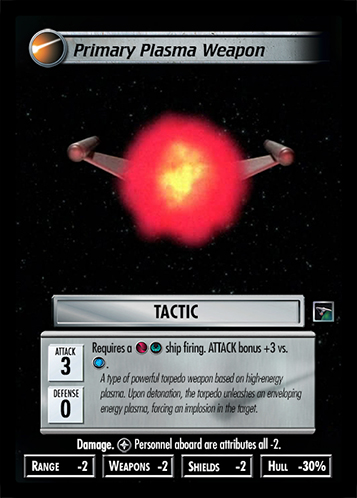 Primary Plasma Weapon
TACTIC
ATTACK
3
DEFENSE
0
Requires a ship firing. ATTACK bonus +3 vs.
.
A type of powerful torpedo weapon based on high-energy
plasma. Upon detonation, the torpedo unleashes an enveloping
energy plasma, forcing an implosion in the target.
Damage. Personnel aboard are attributes all -2.
RANGE -2 WEAPONS -2 SHIELDS -2 HULL -30%